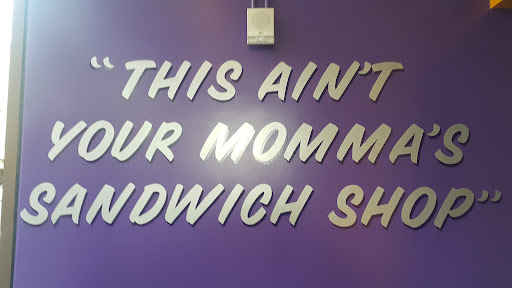 “THIS AIN'T
YOUR MOMMA'S
SANDWICH SHOP”